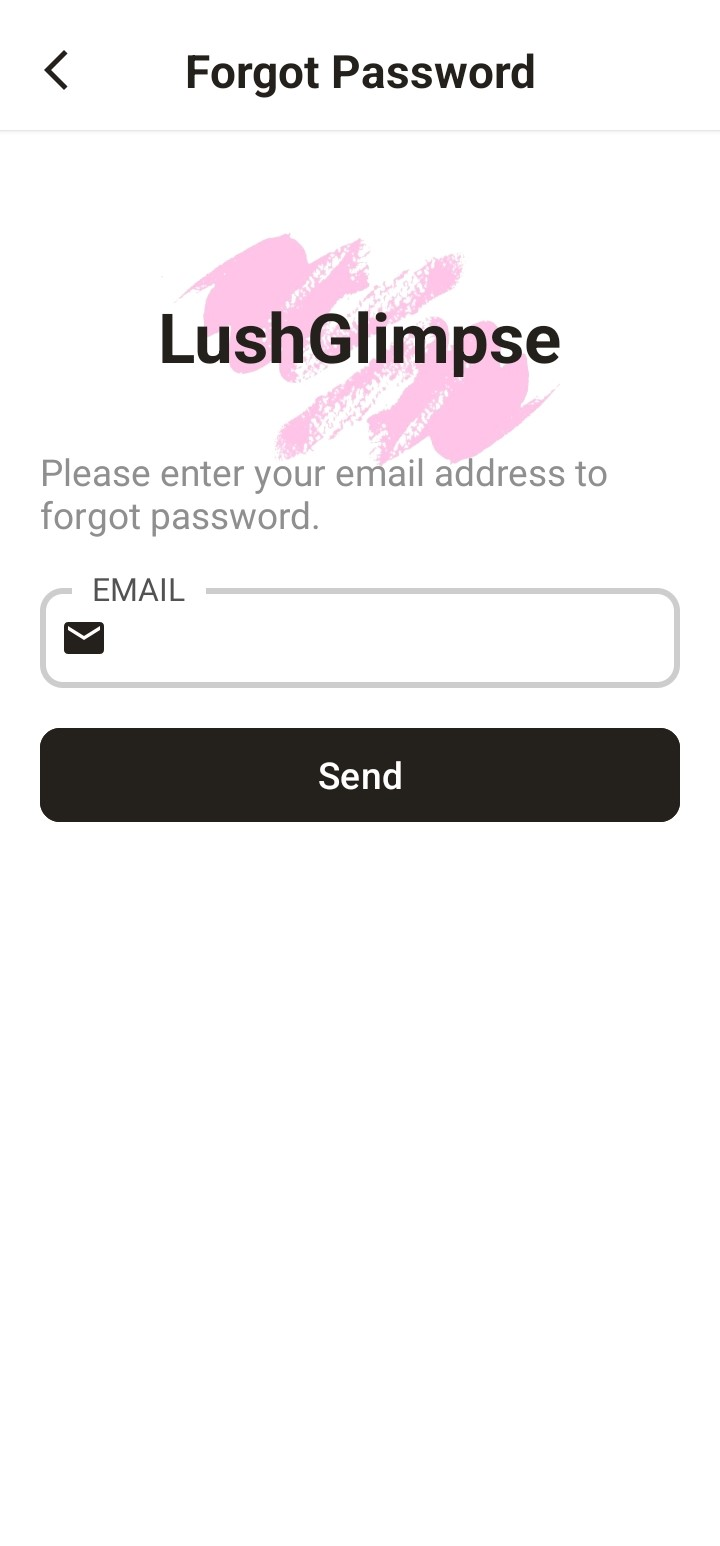 Forgot Password
LushGlimpse
Please enter your email address to
forgot password.
EMAIL
Send